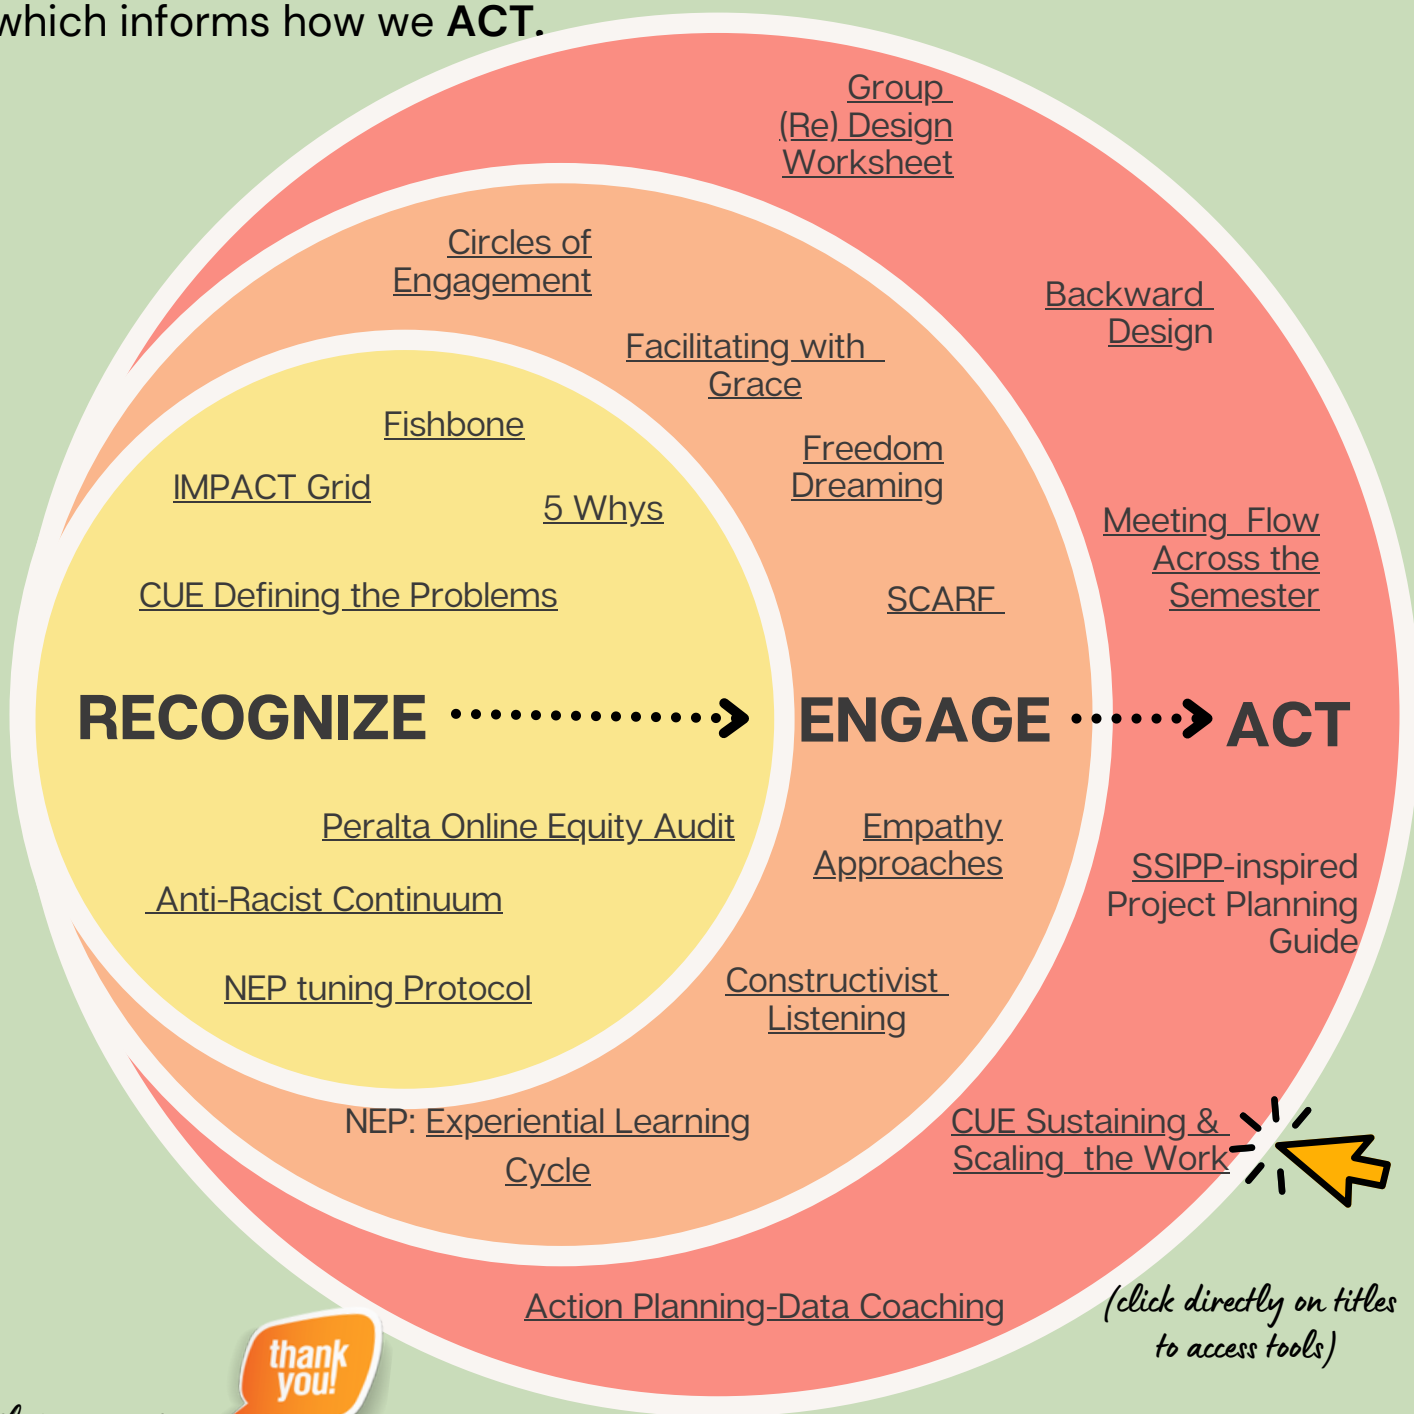 which informs how we ACT.
Group
(Re) Design
Worksheet
Circles of
Engagement
Backward
Design
Facilitating with
Grace
Fishbone
Freedom
Dreaming
IMPACT Grid
5 Whys
Meeting Flow
Across the
Semester
CUE Defining the Problems
SCARF
RECOGNIZE
ENGAGE
ACT
Peralta Online Equity Audit
Empathy
Approaches
SSIPP-inspired
Project Planning
Guide
Anti-Racist Continuum
NEP tuning Protocol
Constructivist
Listening
NEP: Experiential Learning
Cycle
CUE Sustaining &
Scaling the Work
Action Planning-Data Coaching
(click directly on titles
to access tools)
thank
you!